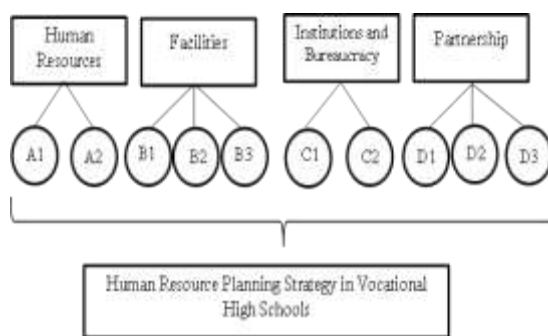 Human
Resources
Facilities
Institutions and
Bureaucracy
Partnership
A1
A2
B1
B2
B3
C1
C2
D1
D2
D3
Human Resource Planning Strategy in Vocational
High Schools